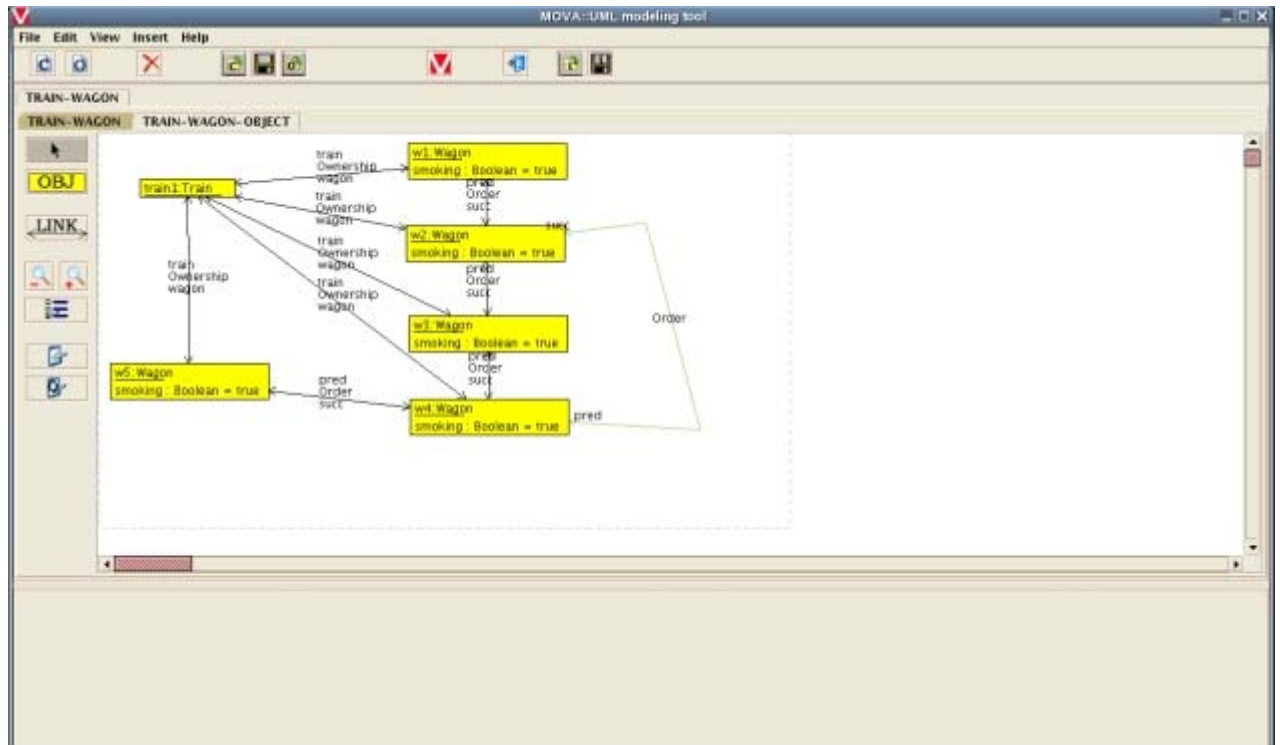 MOVA::UML modeling tool
File Edit View Insert Help
TRAIN-WAGON
TRAIN-WAGON TRAIN-WAGON-OBJECT
OBJ
LINK
train1:Train
train
Ownership
wagon
w1:Wagon
smoking : Boolean = true
pred
Order
succ
train
Ownership
wagon
w2:Wagon
smoking : Boolean = true
succ
train
Ownership
wagon
pred
Order
succ
train
Ownership
wagon
train
Ownership
wagon
Order
w3:Wagon
smoking : Boolean = true
pred
Order
succ
w5:Wagon
smoking : Boolean = true
pred
Order
succ
w4:Wagon
smoking : Boolean = true
pred